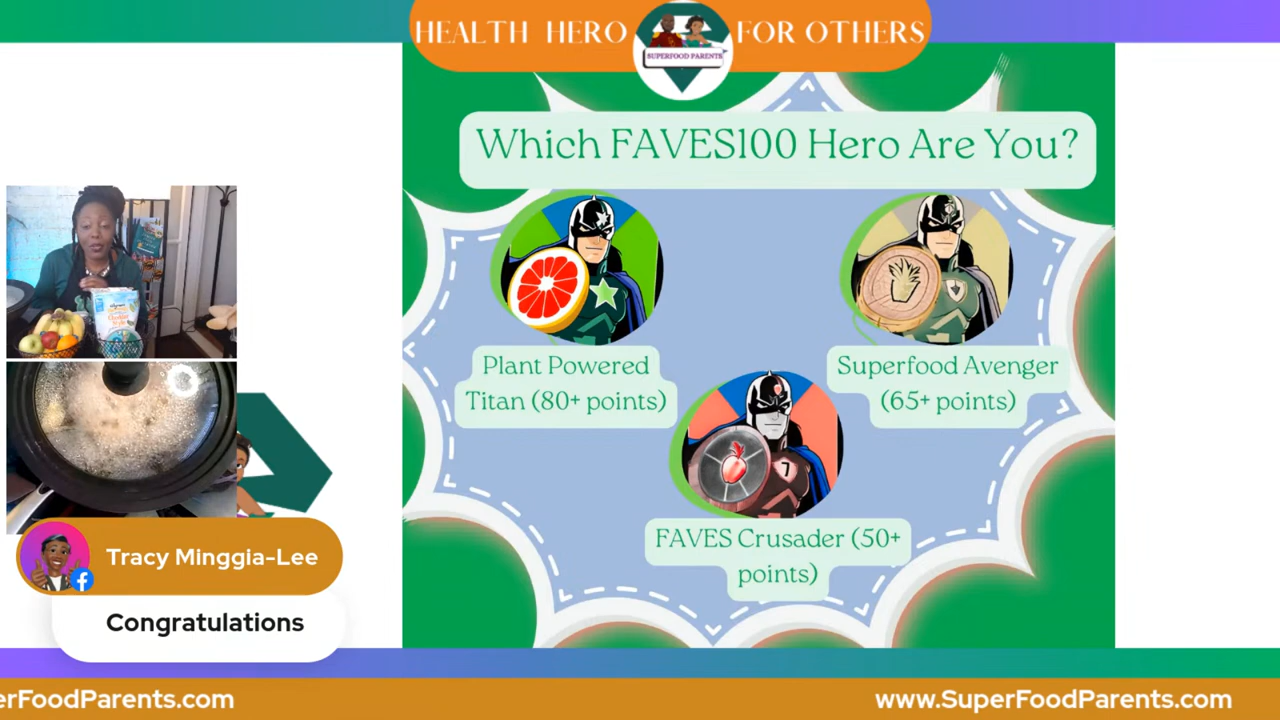 HEALTH HERO
FOR OTHERS
SUPERFOOD PARENTS
Which FAVES100 Hero Are You?
Plant Powered
Titan (80+ points)
Superfood Avenger
(65+ points)
7
FAVES Crusader (50+
points)
Tracy Minggia-Lee
Congratulations
erFoodParents.com
www.SuperFoodParents.com